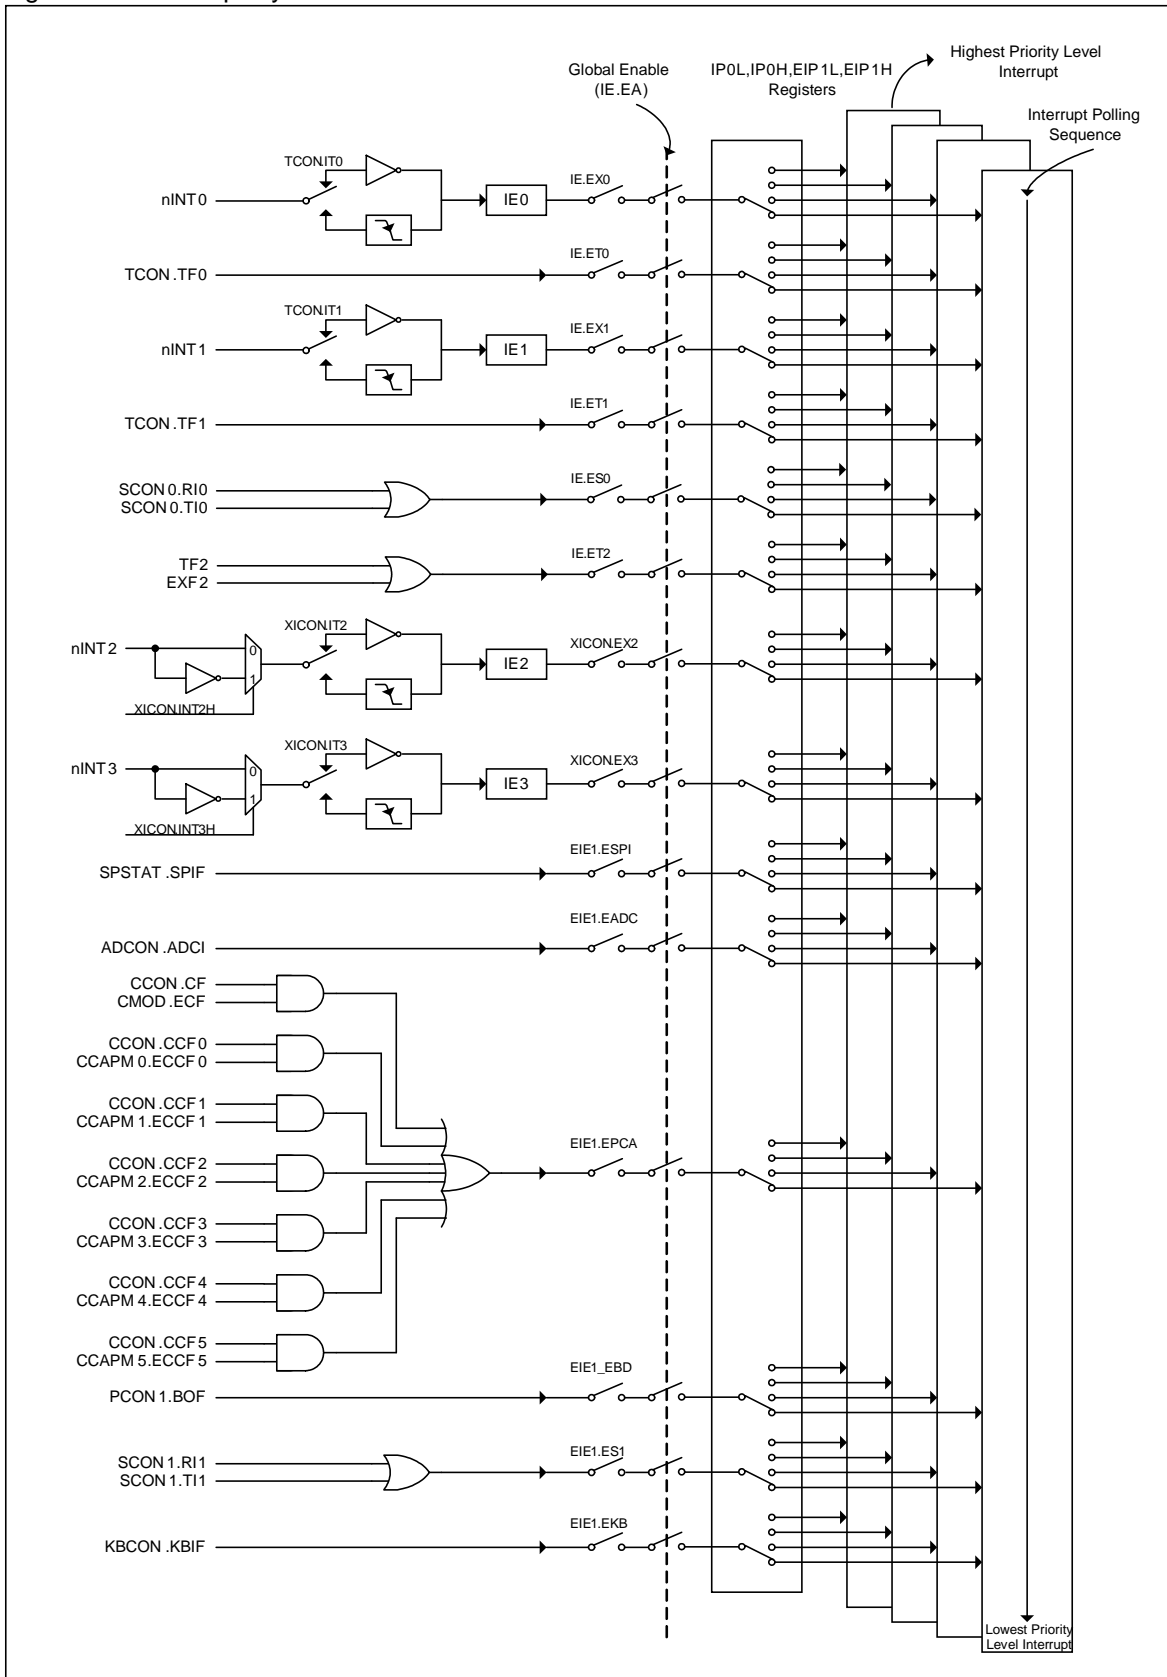 Highest Priority Level
Interrupt
Global Enable
(IE.EA)
IP0L,IP0H,EIP1L,EIP1H
Registers
Interrupt Polling
Sequence
TCON.IT0
nINT0
IE0
IE.EX0
TCON.TF0
IE.ET0
TCON.IT1
nINT1
IE1
IE.EX1
TCON.TF1
IE.ET1
SCON0.RI0
SCON0.TI0
IE.ES0
TF2
EXF2
IE.ET2
nINT2
0
1
XICON.INT2H
XICON.IT2
IE2
XICON.EX2
nINT3
0
1
XICON.INT3H
XICON.IT3
IE3
XICON.EX3
SPSTAT.SPIF
EIE1.ESPI
ADCON.ADCI
EIE1.EADC
CCON.CF
CMOD.ECF
CCON.CCF0
CCAPM0.ECCF0
CCON.CCF1
CCAPM1.ECCF1
CCON.CCF2
CCAPM2.ECCF2
EIE1.EPCA
CCON.CCF3
CCAPM3.ECCF3
CCON.CCF4
CCAPM4.ECCF4
CCON.CCF5
CCAPM5.ECCF5
PCON1.BOF
EIE1_EBD
SCON1.RI1
SCON1.TI1
EIE1.ES1
KBCON.KBIF
EIE1.EKB
Lowest Priority
Level Interrupt